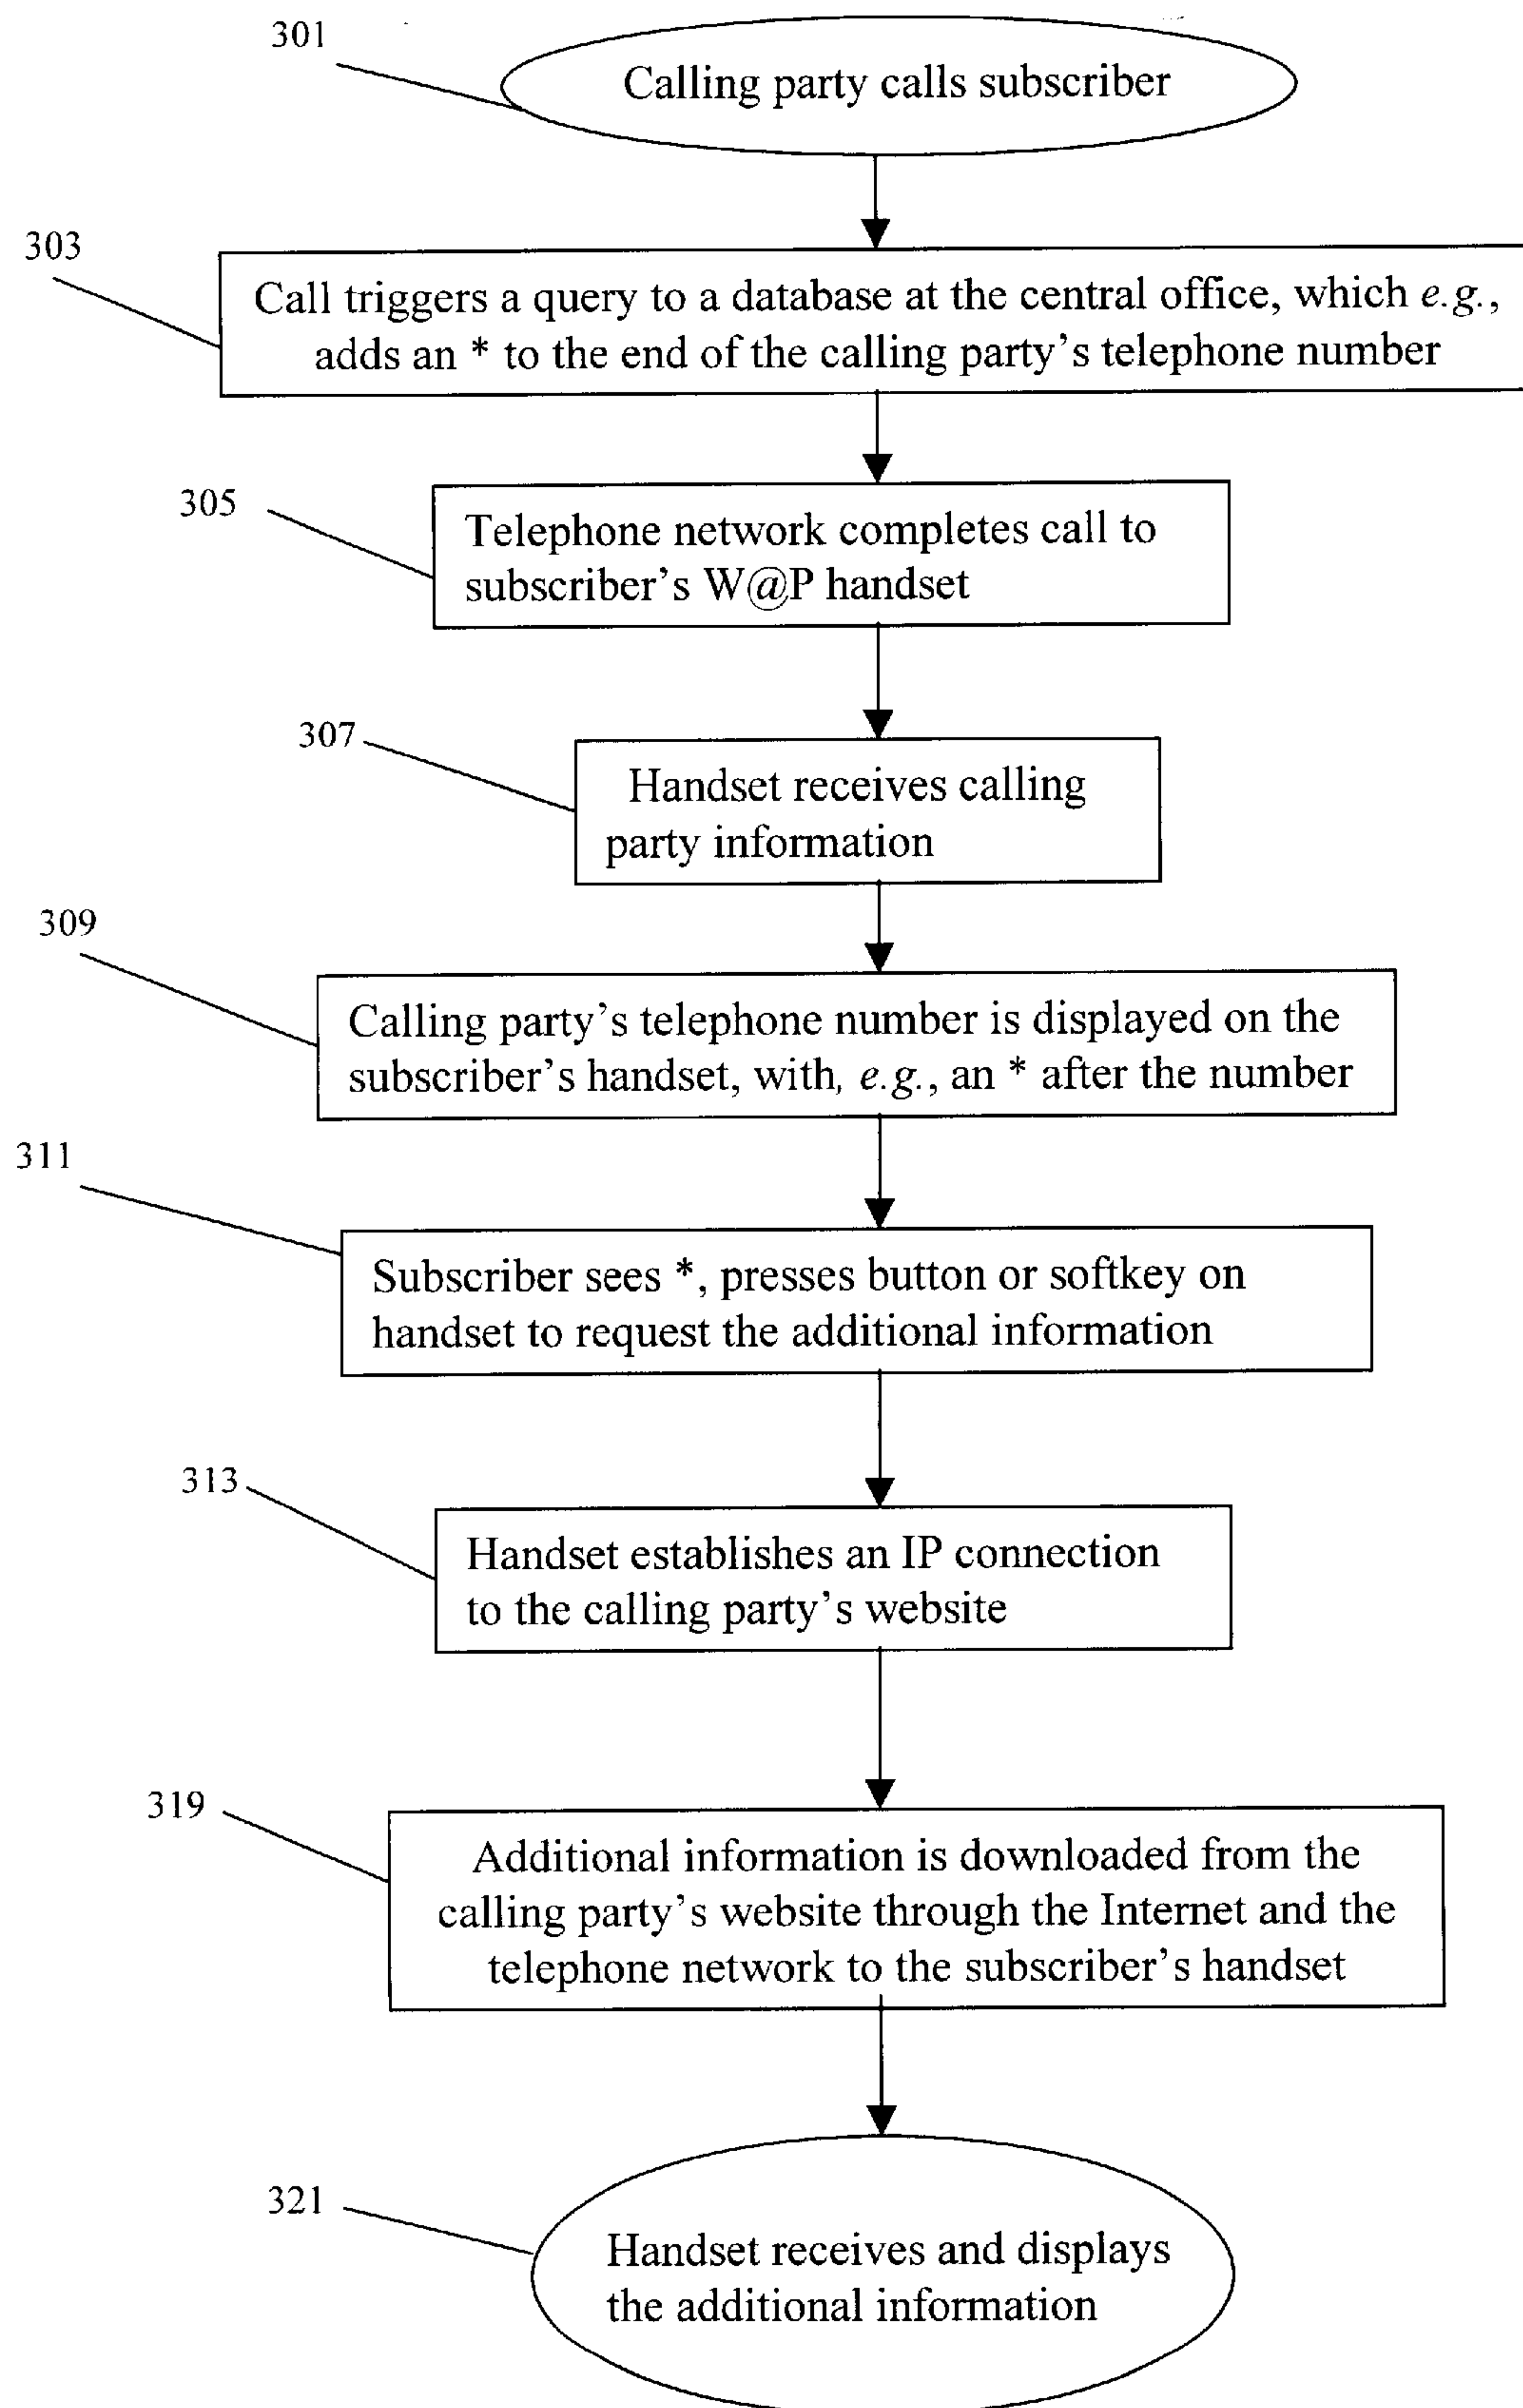 301
Calling party calls subscriber
303
Call triggers a query to a database at the central office, which e.g.,
adds an * to the end of the calling party's telephone number
305
Telephone network completes call to
subscriber's W@P handset
307
Handset receives calling
party information
309
Calling party's telephone number is displayed on the
subscriber's handset, with, e.g., an * after the number
311
Subscriber sees *, presses button or softkey on
handset to request the additional information
313
Handset establishes an IP connection
to the calling party's website
319
Additional information is downloaded from the
calling party's website through the Internet and the
telephone network to the subscriber's handset
321
Handset receives and displays
the additional information